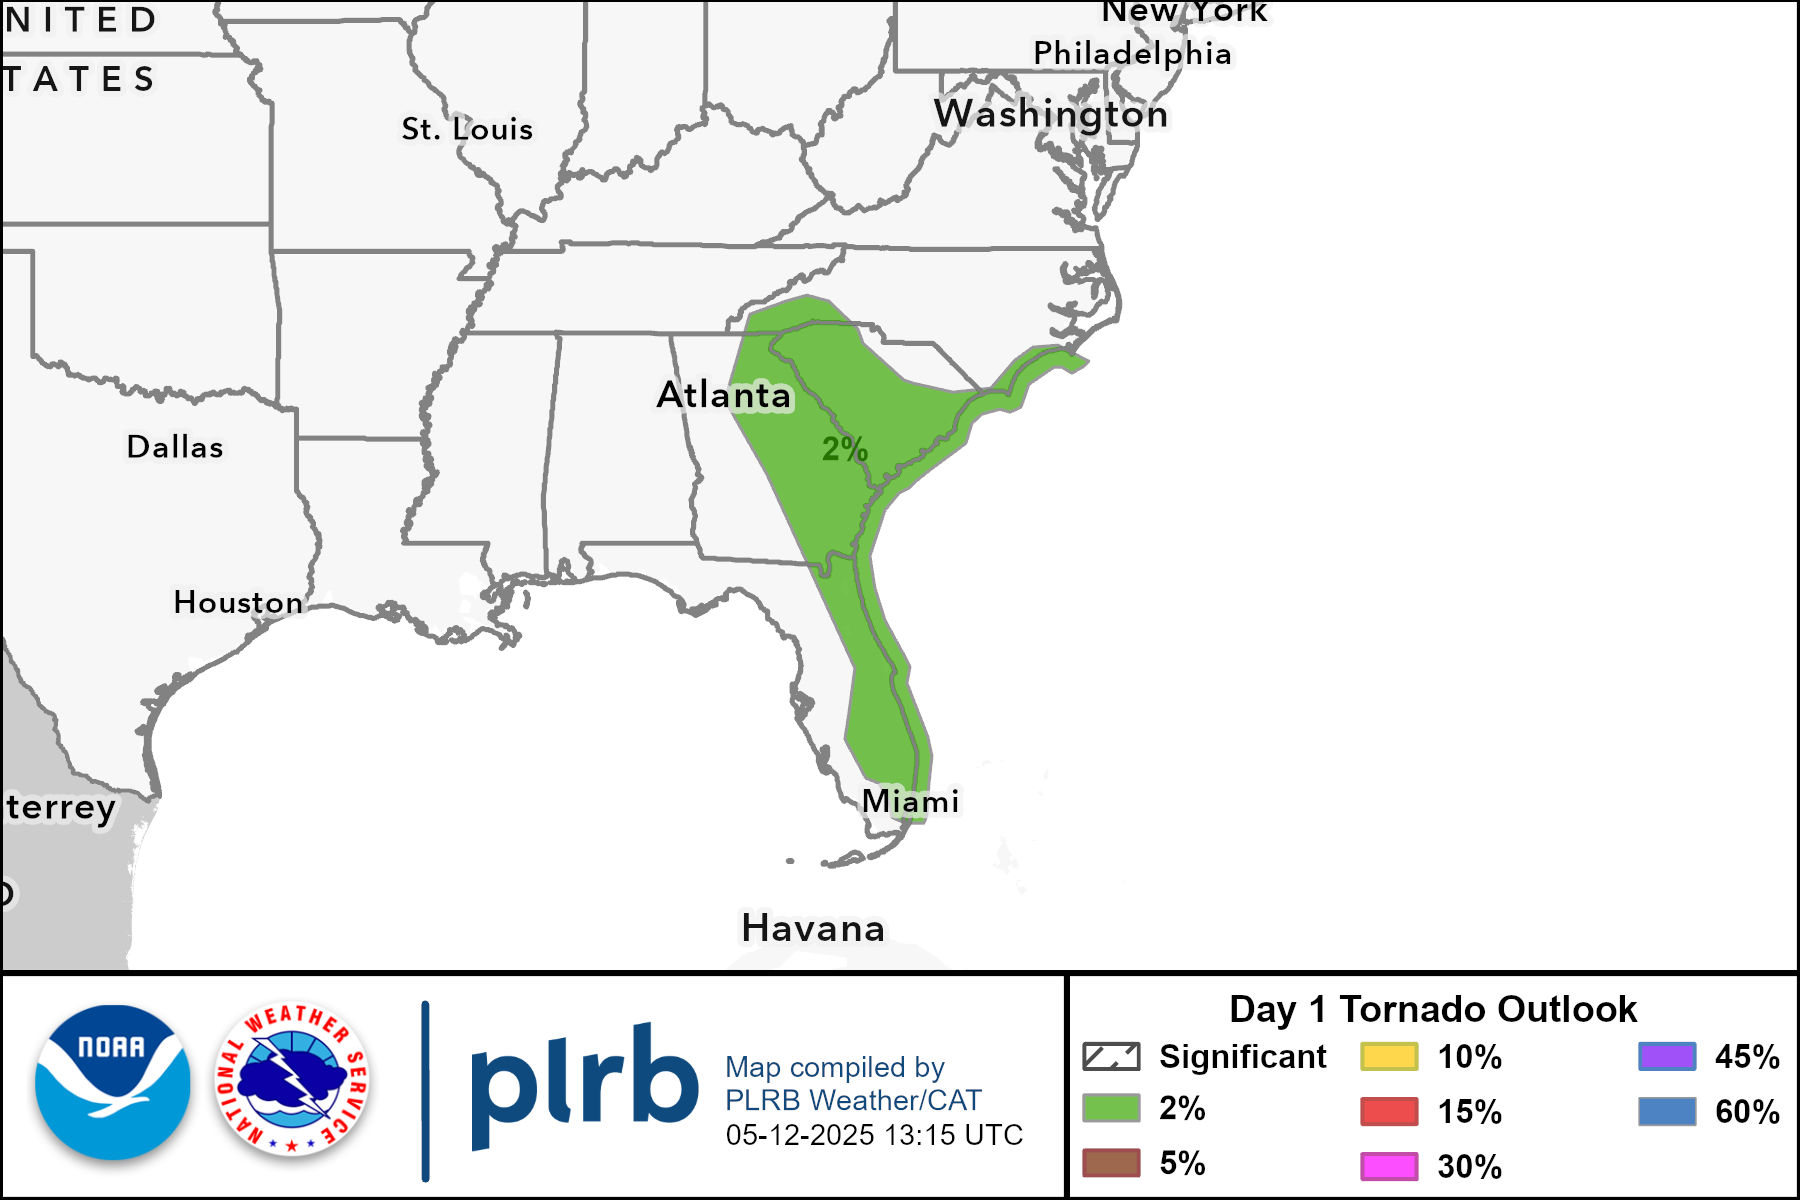 NITED
TATES
New York
Philadelphia
Washington
St. Louis
Atlanta
2%
Dallas
Houston
terrey
Miami
Havana
NOAA
NATIONAL WEATHER SERVICE
plrb
Map compiled by
PLRB Weather/CAT
05-12-2025 13:15 UTC
Day 1 Tornado Outlook
Significant
2%
5%
10%
15%
30%
45%
60%